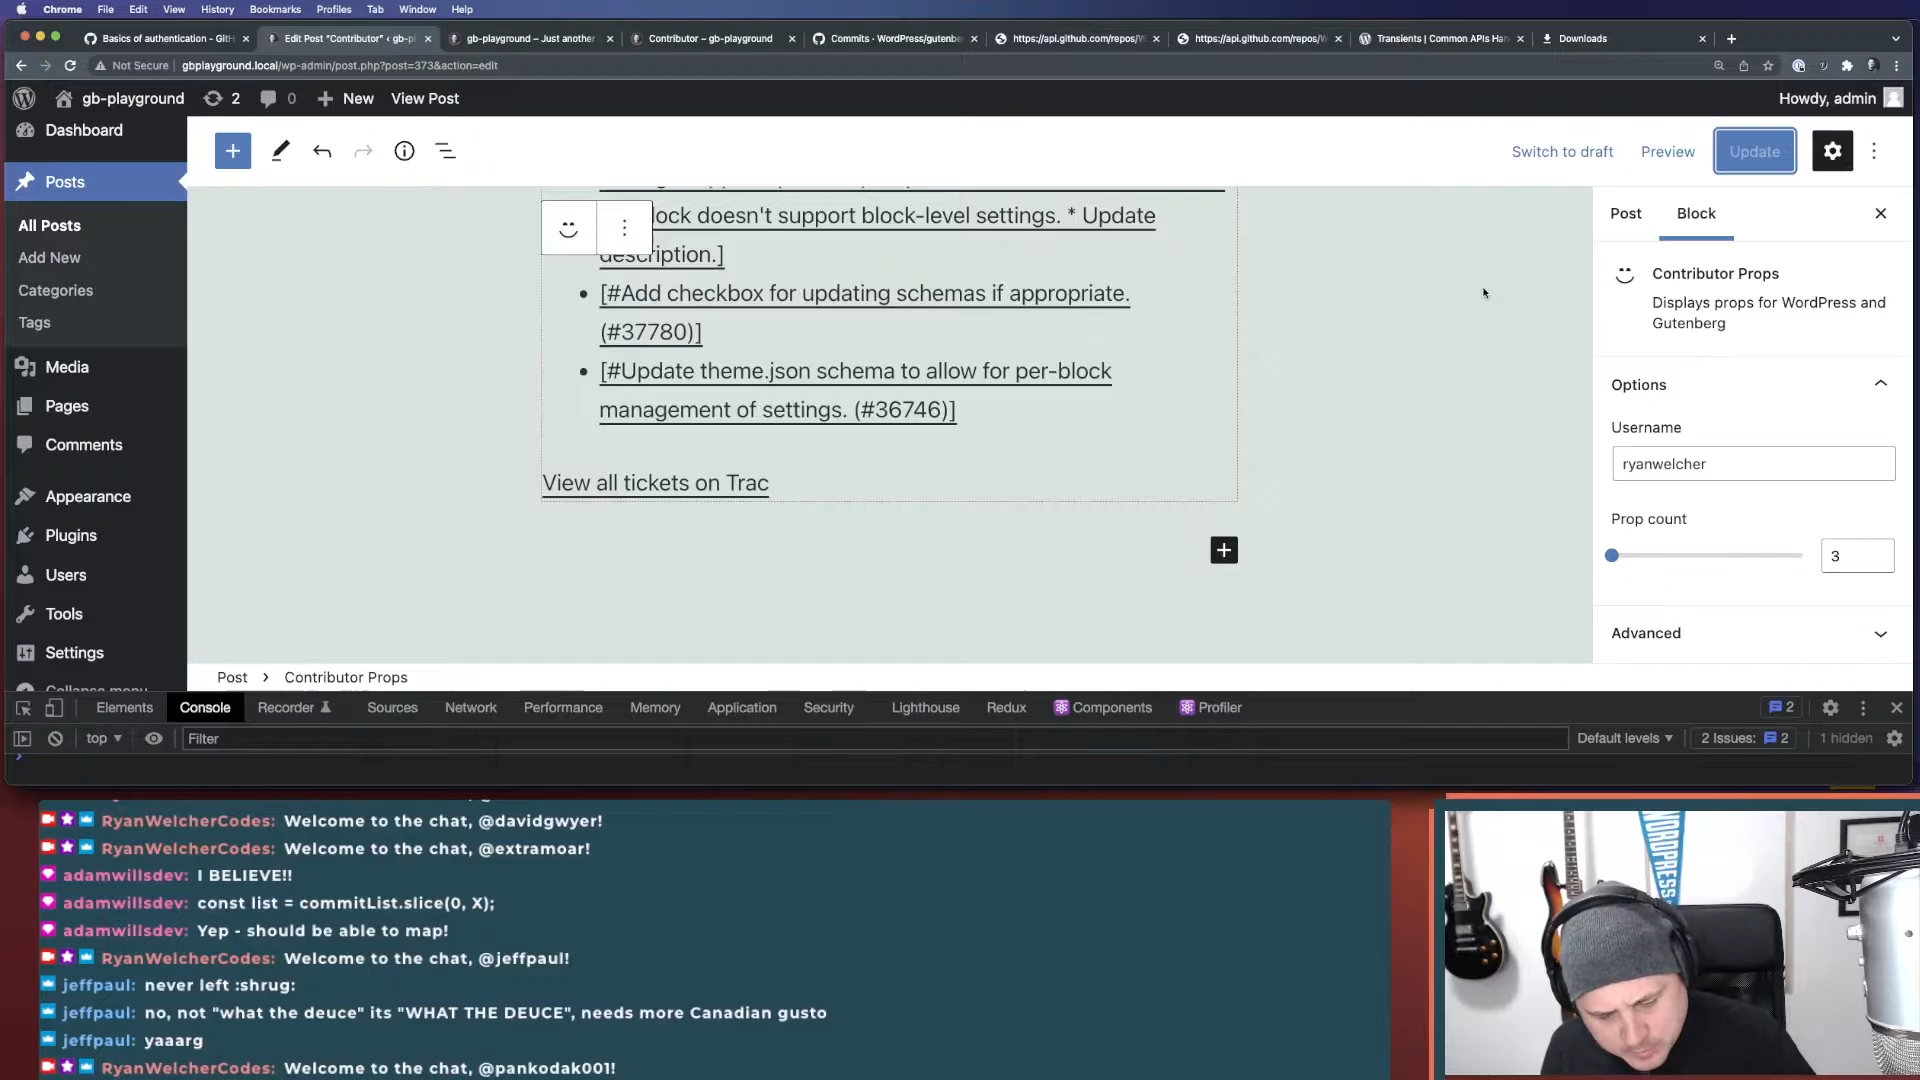 Chrome File Edit View History Bookmarks Profiles Tab Window Help
Basics of authentication - GitH Edit Post “Contributor” ‹ gb-pl gb-playground – Just another Contributor – gb-playground Commits · WordPress/gutenbe https://api.github.com/repos/W https://api.github.com/repos/W Transients | Common APIs Han Downloads
Not Secure gbplayground.local/wp-admin/post.php?post=373&action=edit
gb-playground 2 0 New View Post Howdy, admin
Dashboard
Posts
All Posts
Add New
Categories
Tags
Media
Pages
Comments
Appearance
Plugins
Users
Tools
Settings
Collapse menu
Switch to draft Preview Update
lock doesn't support block-level settings. * Update
description.]
[#Add checkbox for updating schemas if appropriate.
(#37780)]
[#Update theme.json schema to allow for per-block
management of settings. (#36746)]
View all tickets on Trac
Post Block
Contributor Props
Displays props for WordPress and
Gutenberg
Options
Username
ryanwelcher
Prop count
3
Advanced
Post › Contributor Props
Elements Console Recorder Sources Network Performance Memory Application Security Lighthouse Redux Components Profiler 2
top Filter Default levels 2 Issues: 2 1 hidden
RyanWelcherCodes: Welcome to the chat, @davidgwyer!
RyanWelcherCodes: Welcome to the chat, @extramoar!
adamwillsdev: I BELIEVE!!
adamwillsdev: const list = commitList.slice(0, X);
adamwillsdev: Yep - should be able to map!
RyanWelcherCodes: Welcome to the chat, @jeffpaul!
jeffpaul: never left :shrug:
jeffpaul: no, not "what the deuce" its "WHAT THE DEUCE", needs more Canadian gusto
jeffpaul: yaaarg
RyanWelcherCodes: Welcome to the chat, @pankodak001!
WORDPRESS